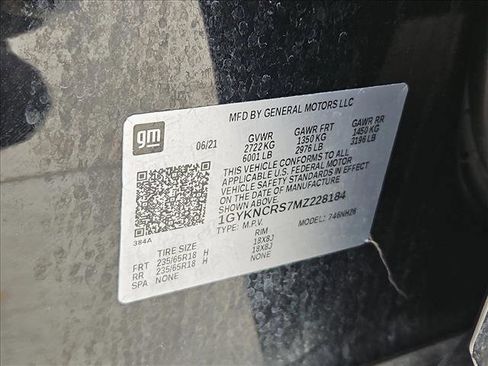 MFD BY GENERAL MOTORS LLC
gm
06/21
GVWR GAWR FRT GAWR RR
2722 KG 1350 KG 1450 KG
6001 LB 2976 LB 3196 LB
THIS VEHICLE CONFORMS TO ALL
APPLICABLE U.S. FEDERAL MOTOR
VEHICLE SAFETY STANDARDS IN EFFECT
ON THE DATE OF MANUFACTURE SHOWN ABOVE.
1GYKNCRS7MZ228184
TYPE: M.P.V. MODEL: 746NH26
384A
TIRE SIZE RIM
FRT 235/65R18 H 18X8J
RR 235/65R18 H 18X8J
SPA NONE NONE